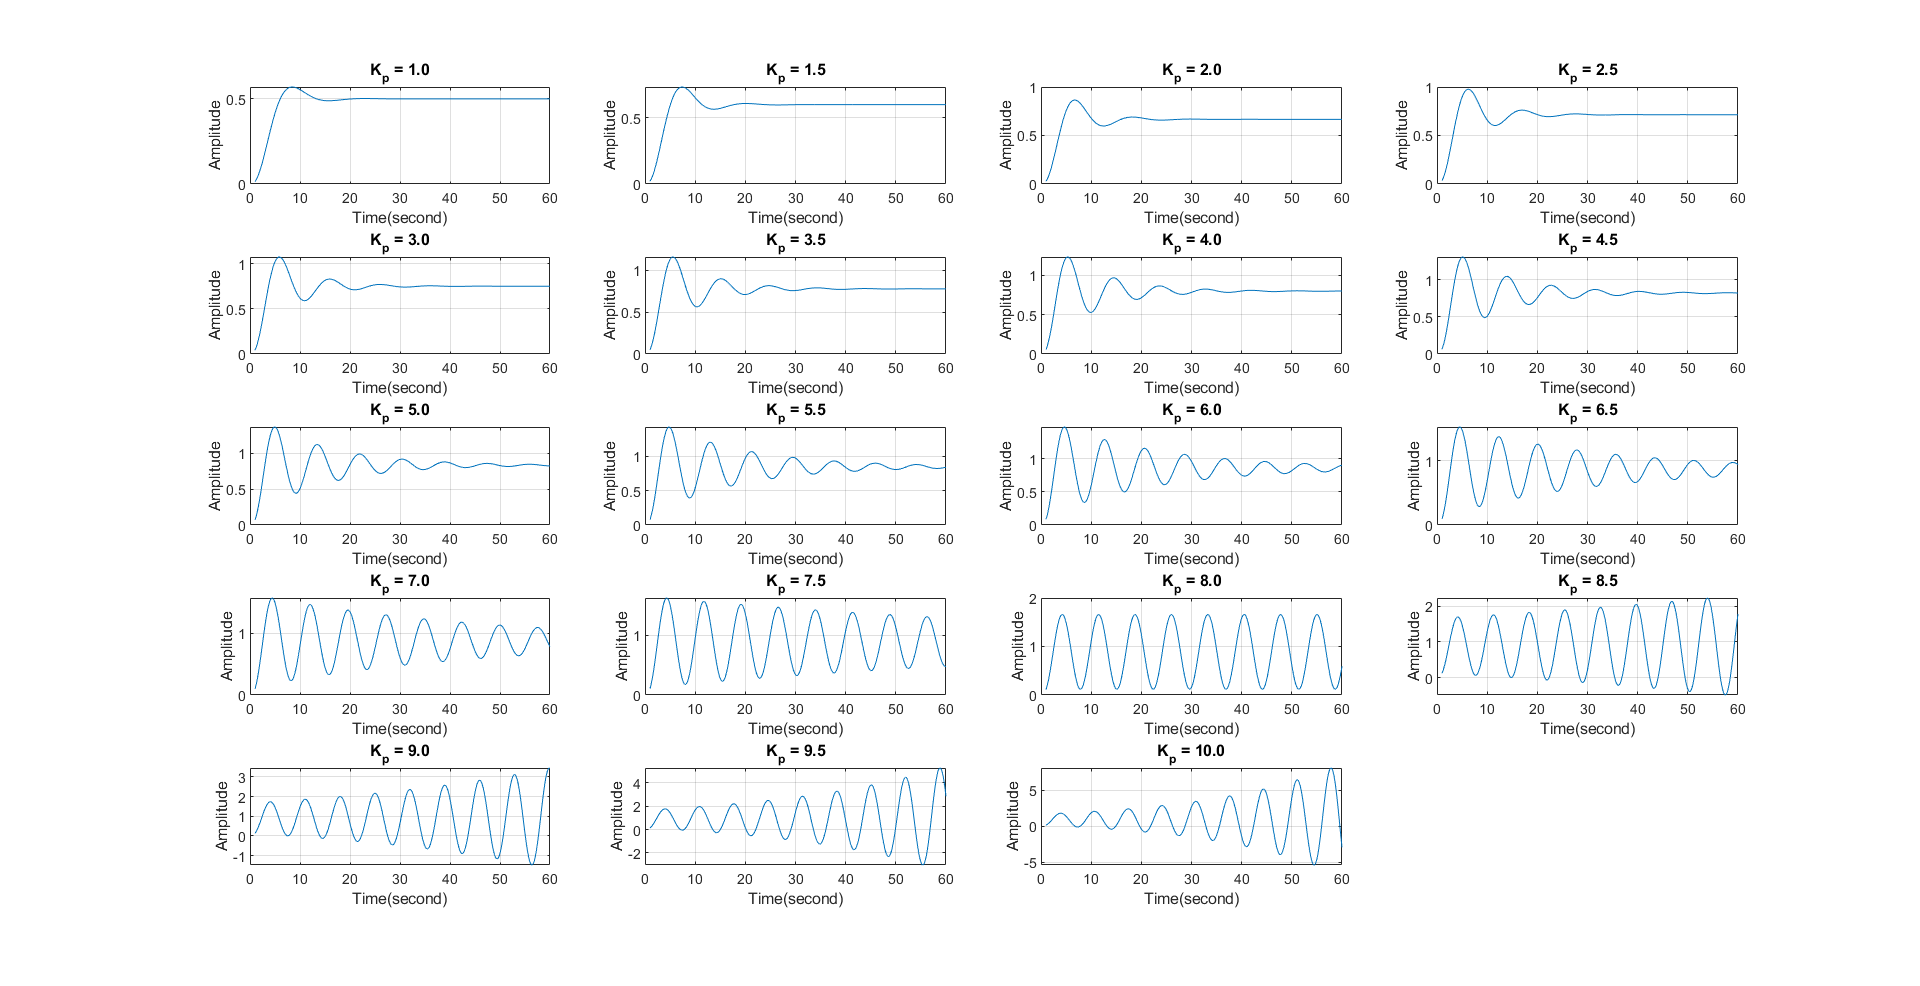 K_p = 1.0
K_p = 1.5
K_p = 2.0
K_p = 2.5
Amplitude
0.5
0
0 10 20 30 40 50 60
Time(second)
Amplitude
0.5
0
0 10 20 30 40 50 60
Time(second)
Amplitude
1
0.5
0
0 10 20 30 40 50 60
Time(second)
Amplitude
1
0.5
0
0 10 20 30 40 50 60
Time(second)
K_p = 3.0
K_p = 3.5
K_p = 4.0
K_p = 4.5
Amplitude
1
0.5
0
0 10 20 30 40 50 60
Time(second)
Amplitude
1
0.5
0
0 10 20 30 40 50 60
Time(second)
Amplitude
1
0.5
0
0 10 20 30 40 50 60
Time(second)
Amplitude
1
0.5
0
0 10 20 30 40 50 60
Time(second)
K_p = 5.0
K_p = 5.5
K_p = 6.0
K_p = 6.5
Amplitude
1
0.5
0
0 10 20 30 40 50 60
Time(second)
Amplitude
1
0.5
0
0 10 20 30 40 50 60
Time(second)
Amplitude
1
0.5
0
0 10 20 30 40 50 60
Time(second)
Amplitude
1
0
0 10 20 30 40 50 60
Time(second)
K_p = 7.0
K_p = 7.5
K_p = 8.0
K_p = 8.5
Amplitude
1
0
0 10 20 30 40 50 60
Time(second)
Amplitude
1
0
0 10 20 30 40 50 60
Time(second)
Amplitude
2
1
0
0 10 20 30 40 50 60
Time(second)
Amplitude
2
1
0
0 10 20 30 40 50 60
Time(second)
K_p = 9.0
K_p = 9.5
K_p = 10.0
Amplitude
3
2
1
0
-1
0 10 20 30 40 50 60
Time(second)
Amplitude
4
2
0
-2
0 10 20 30 40 50 60
Time(second)
Amplitude
5
0
-5
0 10 20 30 40 50 60
Time(second)